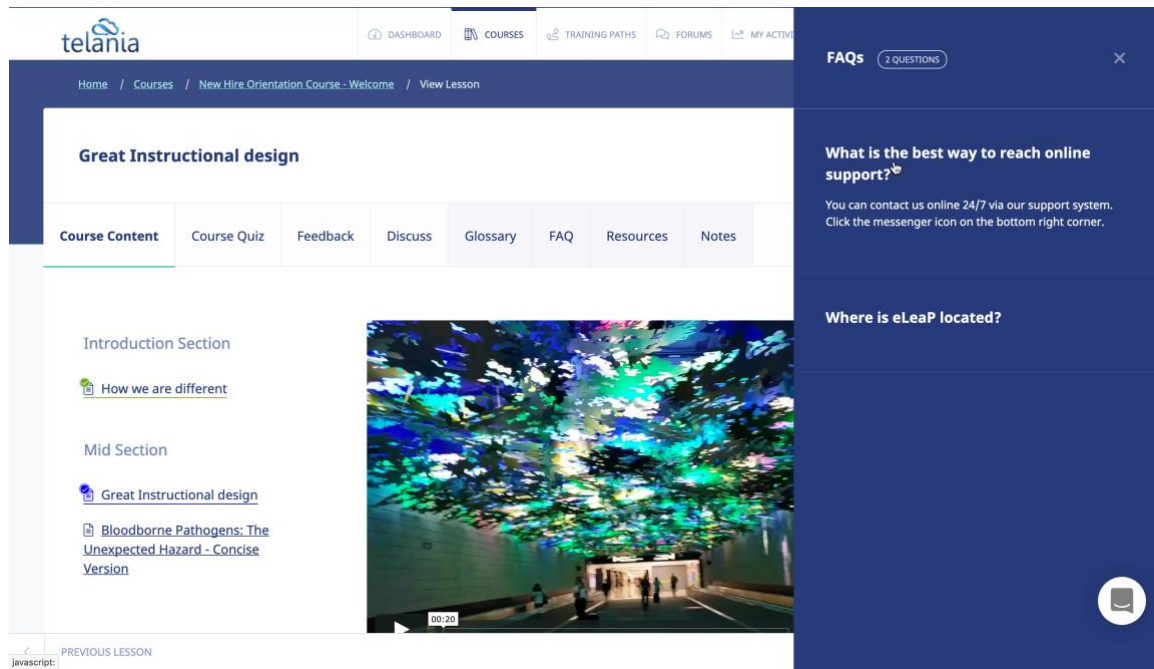 telania
DASHBOARD
COURSES
TRAINING PATHS
FORUMS
MY ACTIVI
Home / Courses / New Hire Orientation Course - Welcome / View Lesson
Great Instructional design
Course Content
Course Quiz
Feedback
Discuss
Glossary
FAQ
Resources
Notes
Introduction Section
How we are different
Mid Section
Great Instructional design
Bloodborne Pathogens: The
Unexpected Hazard - Concise
Version
00:20
PREVIOUS LESSON
javascript:
FAQs
2 QUESTIONS
What is the best way to reach online
support?
You can contact us online 24/7 via our support system.
Click the messenger icon on the bottom right corner.
Where is eLeaP located?